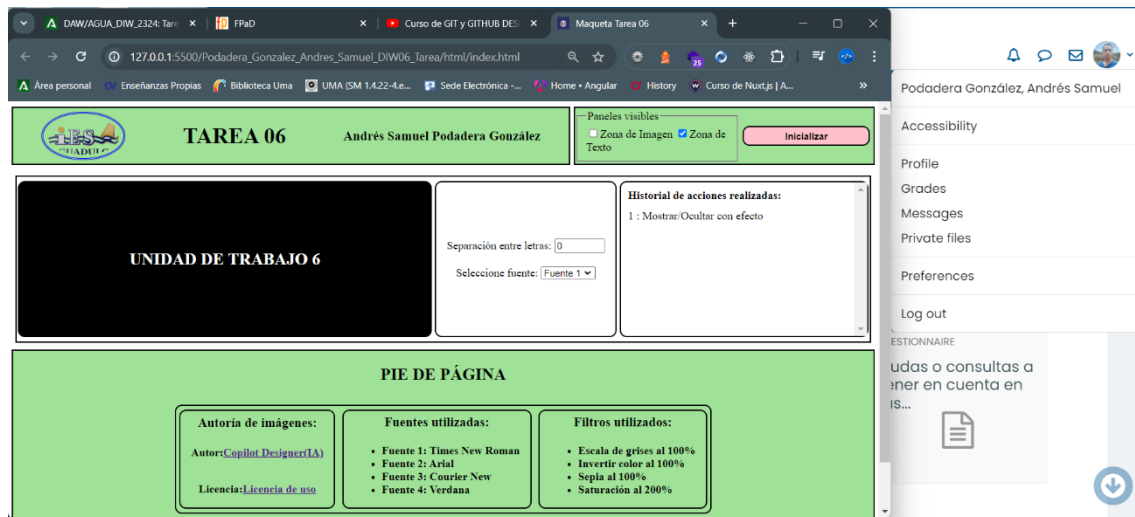 DAW/AGUA_DIW_2324: Tare
FPaD
Curso de GIT y GITHUB DES
Maqueta Tarea 06
127.0.0.1:5500/Podadera_Gonzalez_Andres_Samuel_DIW06_Tarea/html/index.html
25
Área personal
Enseñanzas Propias
Biblioteca Uma
UMA (SM 1.4.22-4.e...
Sede Electrónica -...
Home • Angular
History
Curso de Nuxt.js | A...
»
IES
GUADULC
TAREA 06
Andrés Samuel Podadera González
Paneles visibles
Zona de Imagen
Zona de
Texto
Inicializar
UNIDAD DE TRABAJO 6
Separación entre letras: 0
Seleccione fuente: Fuente 1
Historial de acciones realizadas:
1 : Mostrar/Ocultar con efecto
PIE DE PÁGINA
Autoría de imágenes:
Autor:Copilot Designer(IA)
Licencia:Licencia de uso
Fuentes utilizadas:
• Fuente 1: Times New Roman
• Fuente 2: Arial
• Fuente 3: Courier New
• Fuente 4: Verdana
Filtros utilizados:
• Escala de grises al 100%
• Invertir color al 100%
• Sepia al 100%
• Saturación al 200%
Podadera González, Andrés Samuel
Accessibility
Profile
Grades
Messages
Private files
Preferences
Log out
ESTIONNAIRE
udas o consultas a
ener en cuenta en
as...